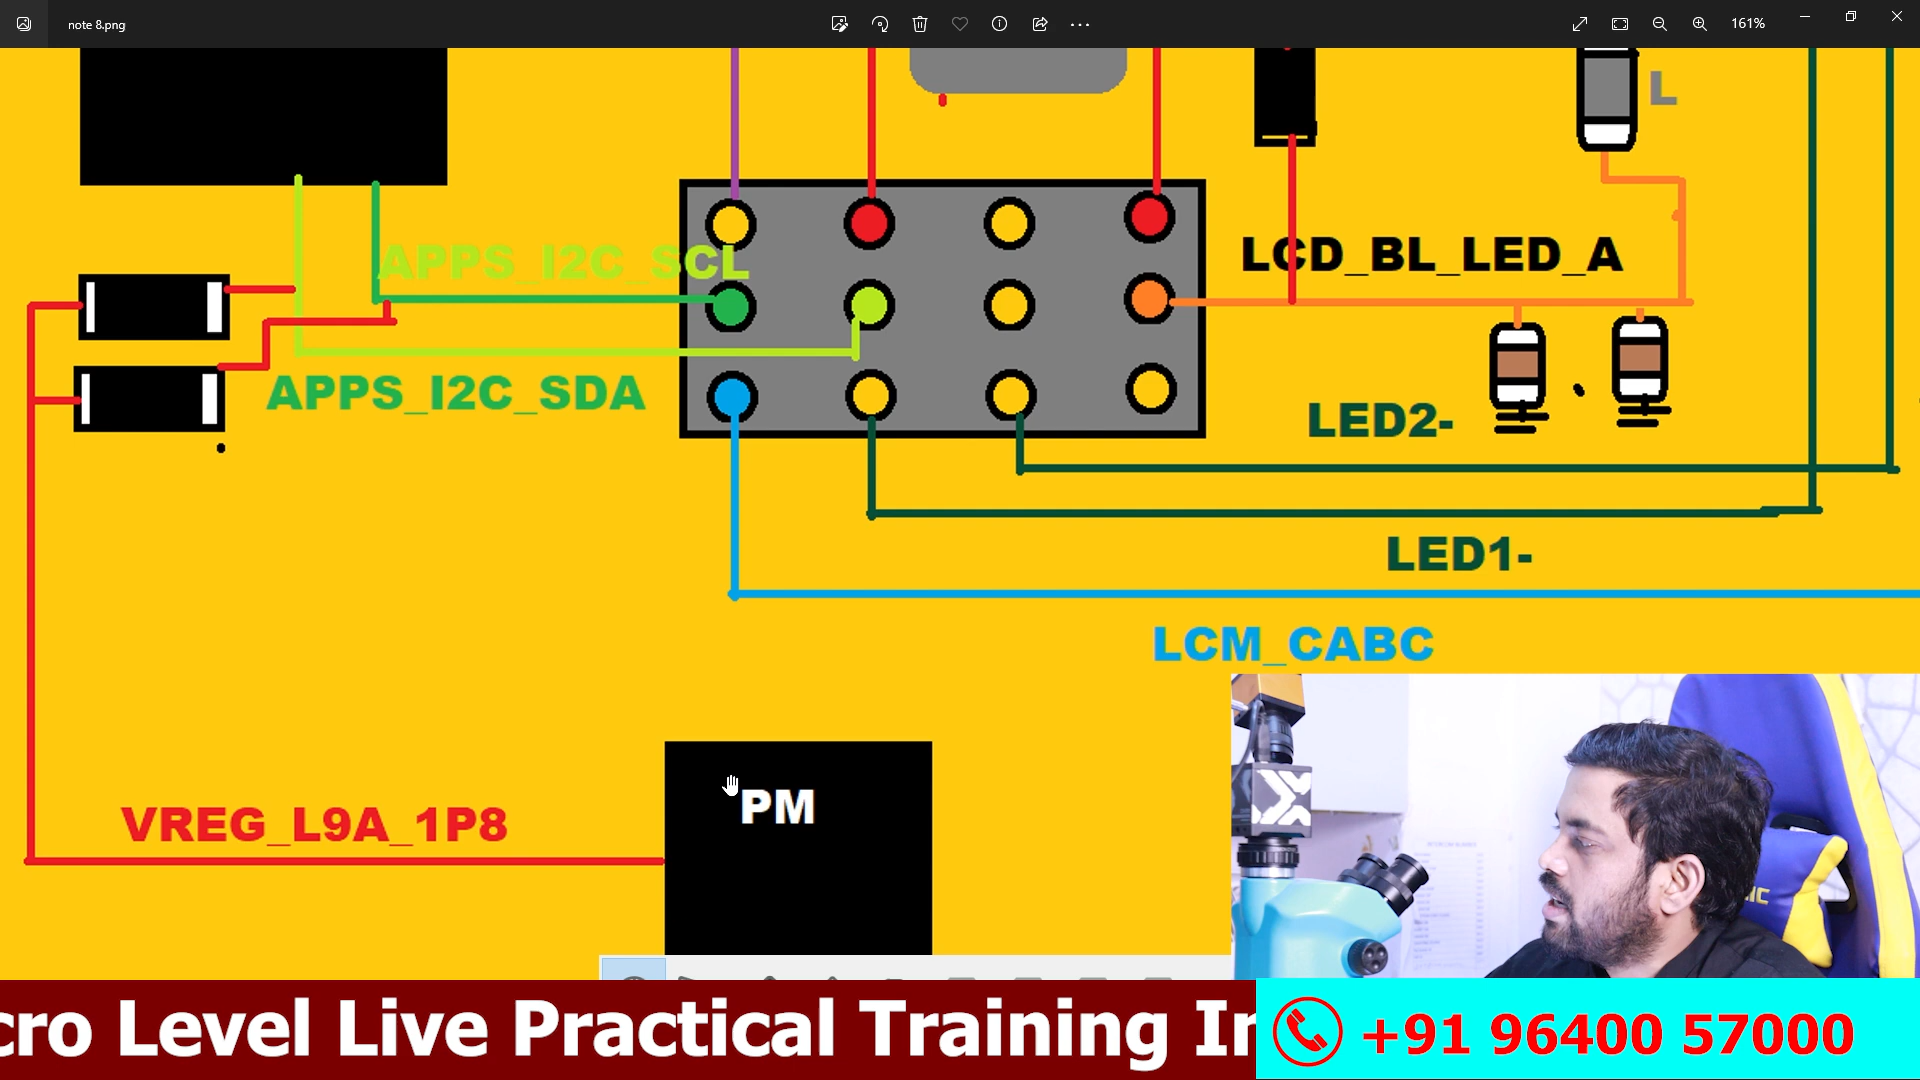 note 8.png
161%
L
APPS_I2C_SCL
LCD_BL_LED_A
APPS_I2C_SDA
LED2-
LED1-
LCM_CABC
VREG_L9A_1P8
PM
cro Level Live Practical Training In
+91 96400 57000